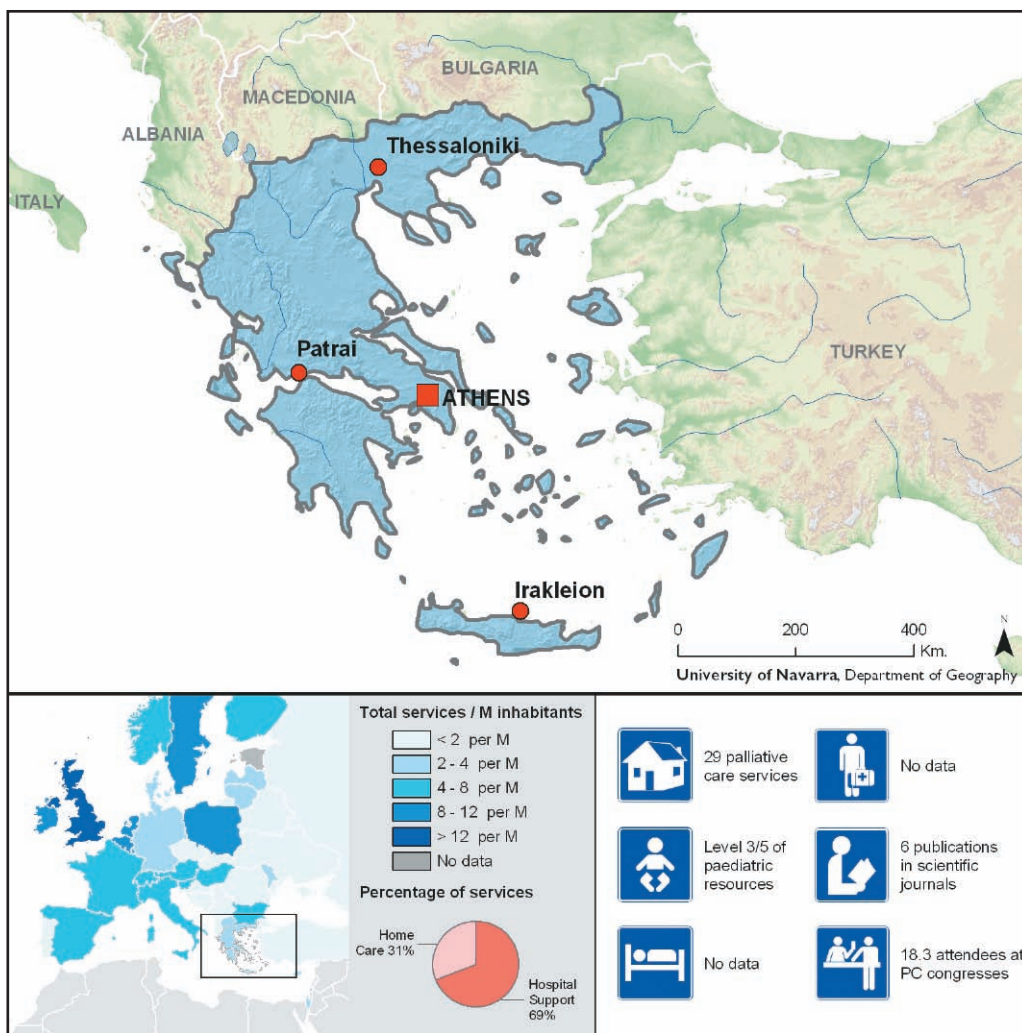 BULGARIA
MACEDONIA
ALBANIA
Thessaloniki
ITALY
Patrai
TURKEY
ATHENS
Irakleion
N
0 200 400
Km.
University of Navarra, Department of Geography
Total services / M inhabitants
< 2 per M
2 - 4 per M
4 - 8 per M
8 - 12 per M
> 12 per M
No data
Percentage of services
Home
Care 31%
Hospital
Support
69%
29 palliative
care services
No data
Level 3/5 of
paediatric
resources
6 publications
in scientific
journals
No data
18.3 attendees at
PC congresses